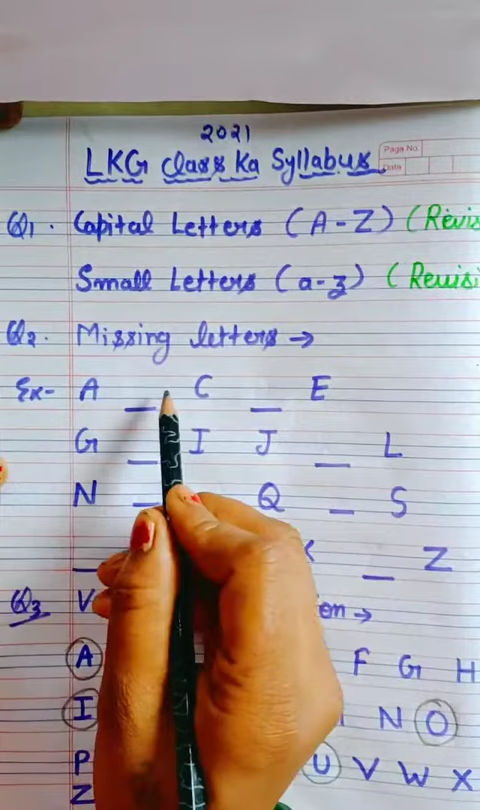 2021
LKG Class Ka Syllabus
Page No
Date
Q1. Capital Letters (A-Z)
Small Letters (a-z)
Q2. Missing letters →
Ex- A _ C _ E
G _ I J _ L
N _ Q _ S
_ _ Z
Q3 →
A F G H
I N O
P U V W X
Z